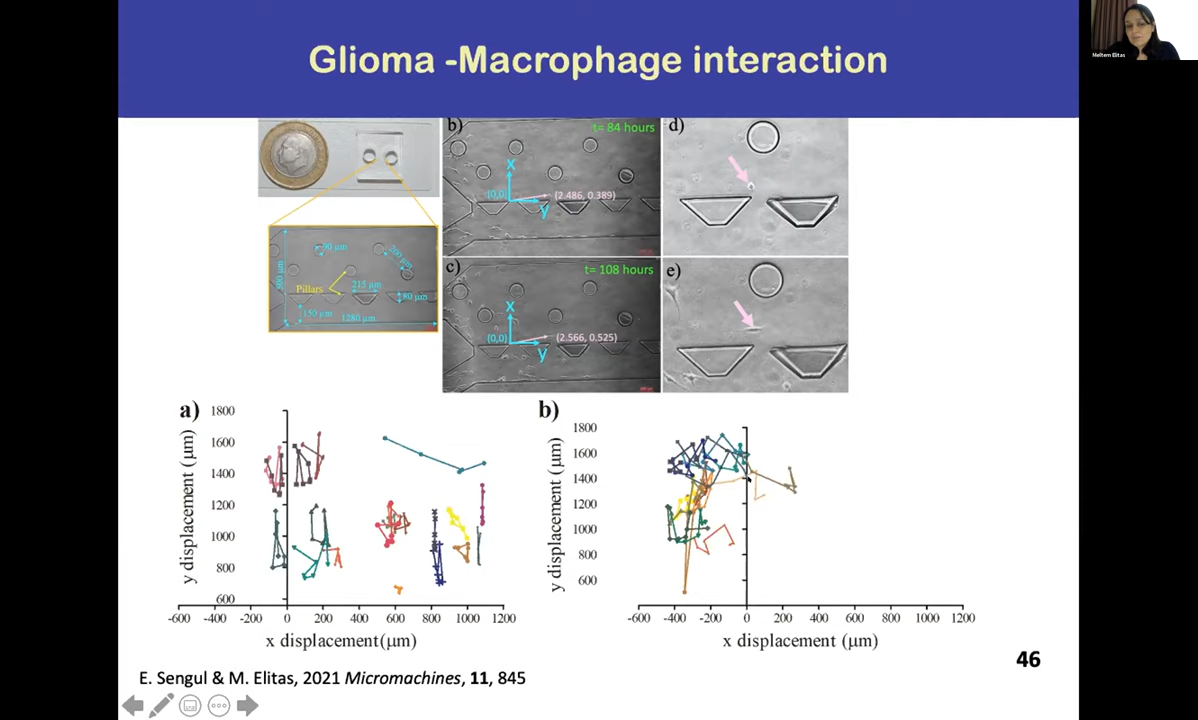 Glioma -Macrophage interaction
Meltem Elitas
b)
t= 84 hours
x
(0,0)
(2.486, 0.389)
y
d)
90 µm
200 µm
500 µm
Pillars
215 µm
80 µm
150 µm
1280 µm
c)
t= 108 hours
x
(0,0)
(2.566, 0.525)
y
e)
a)
y displacement (µm)
1800
1600
1400
1200
1000
800
600
-600 -400 -200 0 200 400 600 800 1000 1200
x displacement(µm)
b)
y displacement (µm)
1800
1600
1400
1200
1000
800
600
-600 -400 -200 0 200 400 600 800 1000 1200
x displacement (µm)
46
E. Sengul & M. Elitas, 2021 Micromachines, 11, 845